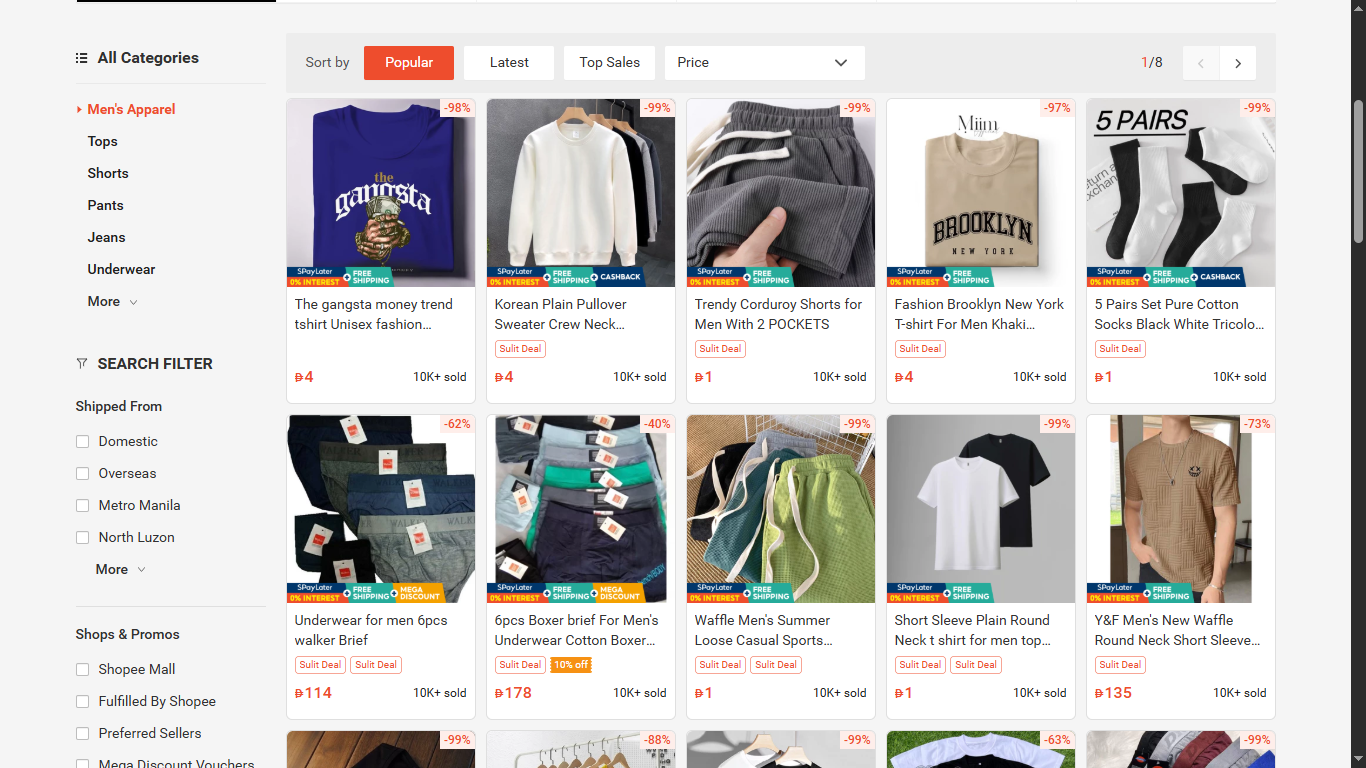 All Categories
Men's Apparel
Tops
Shorts
Pants
Jeans
Underwear
More
SEARCH FILTER
Shipped From
Domestic
Overseas
Metro Manila
North Luzon
More
Shops & Promos
Shopee Mall
Fulfilled By Shopee
Preferred Sellers
Mega Discount Vouchers
Sort by
Popular
Latest
Top Sales
Price
1/8
-98%
the
gangsta
SPayLater
0% INTEREST
FREE
SHIPPING
The gangsta money trend
tshirt Unisex fashion...
₱4
10K+ sold
-99%
SPayLater
0% INTEREST
FREE
SHIPPING
CASHBACK
Korean Plain Pullover
Sweater Crew Neck...
Sulit Deal
₱4
10K+ sold
-99%
SPayLater
0% INTEREST
FREE
SHIPPING
Trendy Corduroy Shorts for
Men With 2 POCKETS
Sulit Deal
₱1
10K+ sold
-97%
Miim
BROOKLYN
NEW YORK
SPayLater
0% INTEREST
FREE
SHIPPING
Fashion Brooklyn New York
T-shirt For Men Khaki...
Sulit Deal
₱4
10K+ sold
-99%
5 PAIRS
SPayLater
0% INTEREST
FREE
SHIPPING
CASHBACK
5 Pairs Set Pure Cotton
Socks Black White Tricolo...
Sulit Deal
₱1
10K+ sold
-62%
WALKER
SPayLater
0% INTEREST
FREE
SHIPPING
MEGA
DISCOUNT
Underwear for men 6pcs
walker Brief
Sulit Deal
Sulit Deal
₱114
10K+ sold
-40%
SPayLater
0% INTEREST
FREE
SHIPPING
MEGA
DISCOUNT
6pcs Boxer brief For Men's
Underwear Cotton Boxer...
Sulit Deal
10% off
₱178
10K+ sold
-99%
SPayLater
0% INTEREST
FREE
SHIPPING
Waffle Men's Summer
Loose Casual Sports...
Sulit Deal
Sulit Deal
₱1
10K+ sold
-99%
SPayLater
0% INTEREST
FREE
SHIPPING
Short Sleeve Plain Round
Neck t shirt for men top...
Sulit Deal
Sulit Deal
₱1
10K+ sold
-73%
SPayLater
0% INTEREST
FREE
SHIPPING
Y&F Men's New Waffle
Round Neck Short Sleeve...
Sulit Deal
₱135
10K+ sold
-99%
-88%
-99%
-63%
-99%